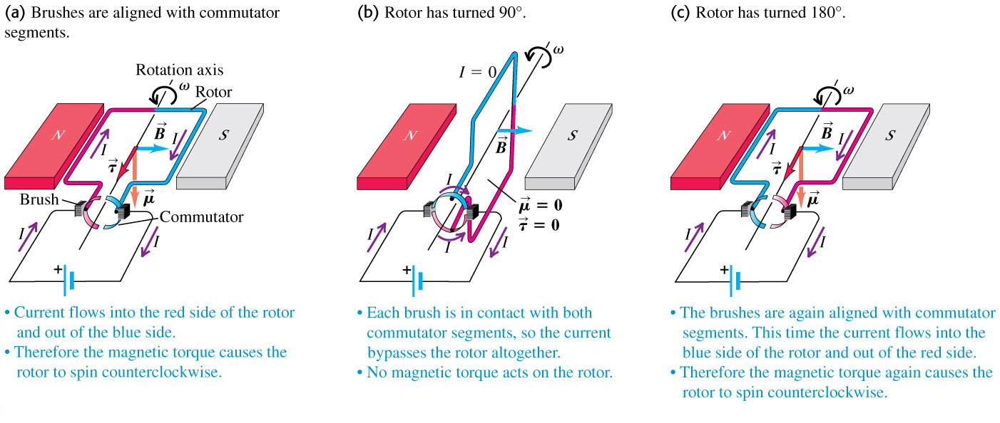 (a) Brushes are aligned with commutator
segments.
Rotation axis
ω
Rotor
N
S
B⃗
I
I
τ⃗
μ⃗
Brush
Commutator
I
I
+
• Current flows into the red side of the rotor
and out of the blue side.
• Therefore the magnetic torque causes the
rotor to spin counterclockwise.
(b) Rotor has turned 90°.
ω
I = 0
N
S
B⃗
I
μ⃗ = 0
τ⃗ = 0
I
I
I
+
• Each brush is in contact with both
commutator segments, so the current
bypasses the rotor altogether.
• No magnetic torque acts on the rotor.
(c) Rotor has turned 180°.
ω
N
S
B⃗
I
I
τ⃗
μ⃗
I
I
+
• The brushes are again aligned with commutator
segments. This time the current flows into the
blue side of the rotor and out of the red side.
• Therefore the magnetic torque again causes the
rotor to spin counterclockwise.